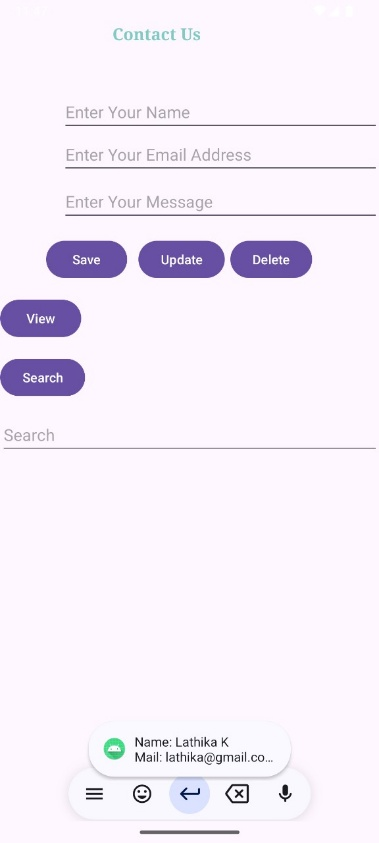 Contact Us
Enter Your Name
Enter Your Email Address
Enter Your Message
Save Update Delete
View
Search
Search
Name: Lathika K
Mail: lathika@gmail.co...